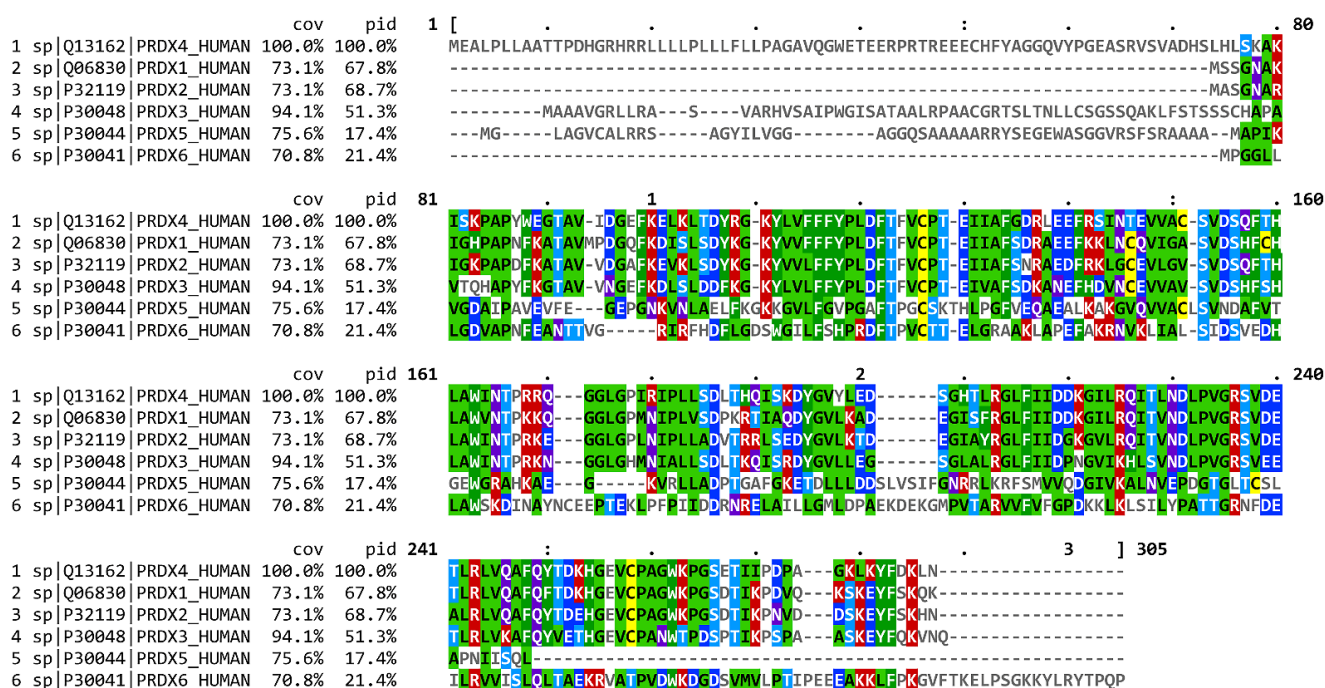 cov pid 1 [ . . . : . . . . 80
1 sp|Q13162|PRDX4_HUMAN 100.0% 100.0% MEALPLLAATTPDHGRHRRLLLLPLLLFLLPAGAVQGWETEERPRTREEECHFYAGGQVYPGEASRVSVADHSLHLSKAK
2 sp|Q06830|PRDX1_HUMAN 73.1% 67.8% -------------------------------------------------------------------------MSSGNAK
3 sp|P32119|PRDX2_HUMAN 73.1% 68.7% -------------------------------------------------------------------------MASGNAR
4 sp|P30048|PRDX3_HUMAN 94.1% 51.3% ---------MAAAVGRLLRA---S----VARHVSAIPWGISATAALRPAACGRTSLTNLLCSGSSQAKLFSTSSSCHAPA
5 sp|P30044|PRDX5_HUMAN 75.6% 17.4% ---MG-----LAGVCALRRS-----AGYILVGG--------AGGQSAAAAARRYSEGEWASGGVRSFSRAAAA-MAPIK
6 sp|P30041|PRDX6_HUMAN 70.8% 21.4% --------------------------------------------------------------------------MPGGLL
cov pid 81 . 1 . . . : . 160
1 sp|Q13162|PRDX4_HUMAN 100.0% 100.0% ISKPAPYWEGTAV-IDGEFKELKLTDYRG-KYLVFFFYPLDFTFVCPT-EIIAFGDRLEEFRSINTEVVAC-SVDSQFTH
2 sp|Q06830|PRDX1_HUMAN 73.1% 67.8% IGHPAPNFKATAVMPDGQFKDISLSDYKG-KYVVFFFYPLDFTFVCPT-EIIAFSDRAEEFKKLNCQVIGA-SVDSHFCH
3 sp|P32119|PRDX2_HUMAN 73.1% 68.7% IGKPAPDFKATAV-VDGAFKEVKLSDYKG-KYVVLFFYPLDFTFVCPT-EIIAFSNRAEDFRKLGCEVLGV-SVDSQFTH
4 sp|P30048|PRDX3_HUMAN 94.1% 51.3% VTQHAPYFKGTAV-VNGEFKDLSLDDFKG-KYLVLFFYPLDFTFVCPT-EIVAFSDKANEFHDVNCEVVAV-SVDSHFSH
5 sp|P30044|PRDX5_HUMAN 75.6% 17.4% VGDAIPAVEVFE--GEPGNKVNLAELFKGKKGVLFGVPGAFTPGCSKTHLPGFVEQAEALKAKGVQVVACLSVNDAFVT
6 sp|P30041|PRDX6_HUMAN 70.8% 21.4% LGDVAPNFEANTTVG-----RIRFHDFLGDSWGILFSHPRDFTPVCTT-ELGRAAKLAPEFAKRNVKLIAL-SIDSVEDH
cov pid 161 . : . . 2 . . . 240
1 sp|Q13162|PRDX4_HUMAN 100.0% 100.0% LAWINTPRRQ---GGLGPIRIPLLSDLTHQISKDYGVYLED------SGHTLRGLFIIDDKGILRQITLNDLPVGRSVDE
2 sp|Q06830|PRDX1_HUMAN 73.1% 67.8% LAWVNTPKKQ---GGLGPMNIPLVSDPKRTIAQDYGVLKAD------EGISFRGLFIIDDKGILRQITVNDLPVGRSVDE
3 sp|P32119|PRDX2_HUMAN 73.1% 68.7% LAWINTPRKE---GGLGPLNIPLLADVTRRLSEDYGVLKTD------EGIAYRGLFIIDGKGVLRQITVNDLPVGRSVDE
4 sp|P30048|PRDX3_HUMAN 94.1% 51.3% LAWINTPRKN---GGLGHMNIALLSDLTKQISRDYGVLLEG------SGLALRGLFIIDPNGVIKHLSVNDLPVGRSVEE
5 sp|P30044|PRDX5_HUMAN 75.6% 17.4% GEWGRAHKAE---G-----KVRLLADPTGAFGKETDLLLDDSLVSIFGNRRLKRFSMVVQDGIVKALNVEPDGTGLTCSL
6 sp|P30041|PRDX6_HUMAN 70.8% 21.4% LAWSKDINAYNCEEPTEKLPFPIIDDRNRELAILLGMLDPAEKDEKGMPVTARVVFVFGPDKKLKLSILYPATTGRNFDE
cov pid 241 : . . . . 3 ] 305
1 sp|Q13162|PRDX4_HUMAN 100.0% 100.0% TLRLVQAFQYTDKHGEVCPAGWKPGSETIIPDPA---GKLKYFDKLN------------------
2 sp|Q06830|PRDX1_HUMAN 73.1% 67.8% TLRLVQAFQFTDKHGEVCPAGWKPGSDTIKPDVQ---KSKEYFSKQK------------------
3 sp|P32119|PRDX2_HUMAN 73.1% 68.7% ALRLVQAFQYTDEHGEVCPAGWKPGSDTIKPNVD---DSKEYFSKHN------------------
4 sp|P30048|PRDX3_HUMAN 94.1% 51.3% TLRLVKAFQYVETHGEVCPANWTPDSPTIKPSPA---ASKEYFQKVNQ-----------------
5 sp|P30044|PRDX5_HUMAN 75.6% 17.4% APNIISQL---------------------------------------------------------
6 sp|P30041|PRDX6_HUMAN 70.8% 21.4% ILRVVISLQLTAEKRVATPVDWKDGDSVMVLPTIPEEEAKKLFPKGVFTKELPSGKKYLRYTPQP